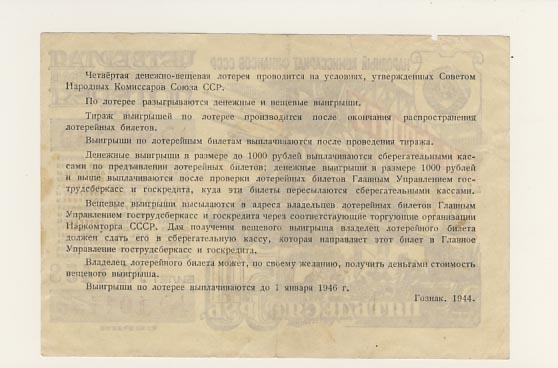 Четвёртая денежно-вещевая лотерея проводится на условиях, утвержденных Советом
Народных Комиссаров Союза ССР.
По лотерее разыгрываются денежные и вещевые выигрыши.
Тираж выигрышей по лотерее производится после окончания распространения
лотерейных билетов.
Выигрыши по лотерейным билетам выплачиваются после проведения тиража.
Денежные выигрыши в размере до 1000 рублей выплачиваются сберегательными кас-
сами по предъявлении лотерейных билетов; денежные выигрыши в размере 1000 рублей
и выше выплачиваются после проверки лотерейных билетов Главным Управлением гос-
трудсберкасс и госкредита, куда эти билеты пересылаются сберегательными кассами.
Вещевые выигрыши высылаются в адреса владельцев лотерейных билетов Главным
Управлением гострудсберкасс и госкредита через соответствующие торгующие организации
Наркомторга СССР. Для получения вещевого выигрыша владелец лотерейного билета
должен сдать его в сберегательную кассу, которая направляет этот билет в Главное
Управление гострудсберкасс и госкредита.
Владелец лотерейного билета может, по своему желанию, получить деньгами стоимость
вещевого выигрыша.
Выигрыши по лотерее выплачиваются до 1 января 1946 г.
Гознак. 1944.